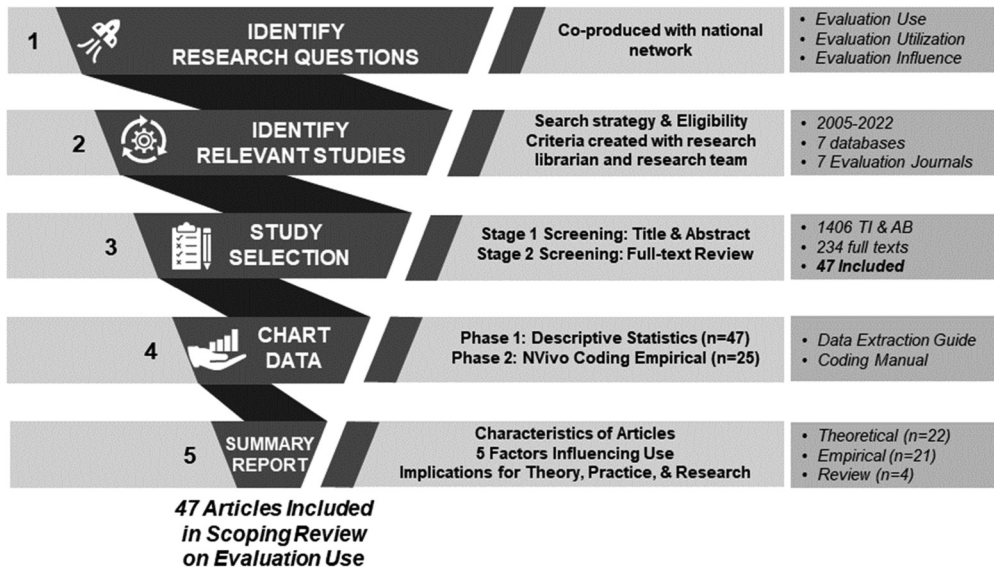 1
IDENTIFY
RESEARCH QUESTIONS
Co-produced with national
network
• Evaluation Use
• Evaluation Utilization
• Evaluation Influence
2
IDENTIFY
RELEVANT STUDIES
Search strategy & Eligibility
Criteria created with research
librarian and research team
• 2005-2022
• 7 databases
• 7 Evaluation Journals
3
STUDY
SELECTION
Stage 1 Screening: Title & Abstract
Stage 2 Screening: Full-text Review
• 1406 TI & AB
• 234 full texts
• 47 Included
4
CHART
DATA
Phase 1: Descriptive Statistics (n=47)
Phase 2: NVivo Coding Empirical (n=25)
• Data Extraction Guide
• Coding Manual
5
SUMMARY
REPORT
Characteristics of Articles
5 Factors Influencing Use
Implications for Theory, Practice, & Research
• Theoretical (n=22)
• Empirical (n=21)
• Review (n=4)
47 Articles Included
in Scoping Review
on Evaluation Use